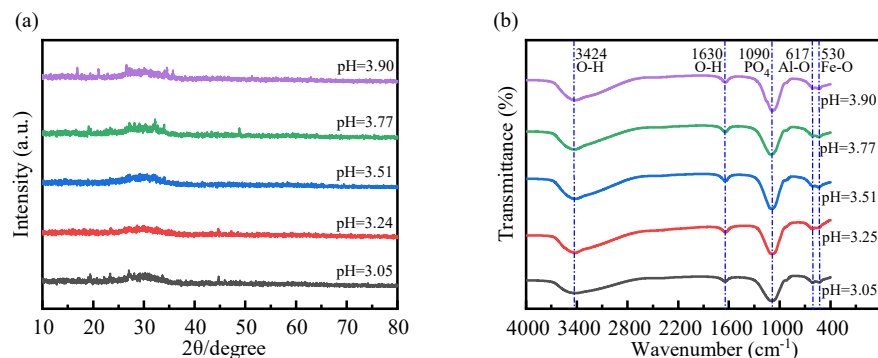 (a)
pH=3.90
pH=3.77
pH=3.51
pH=3.24
pH=3.05
Intensity (a.u.)
10 20 30 40 50 60 70 80
2θ/degree
(b)
3424 1630 1090 617 530
O-H O-H PO4 Al-O Fe-O
pH=3.90
pH=3.77
pH=3.51
pH=3.25
pH=3.05
Transmittance (%)
4000 3400 2800 2200 1600 1000 400
Wavenumber (cm-1)